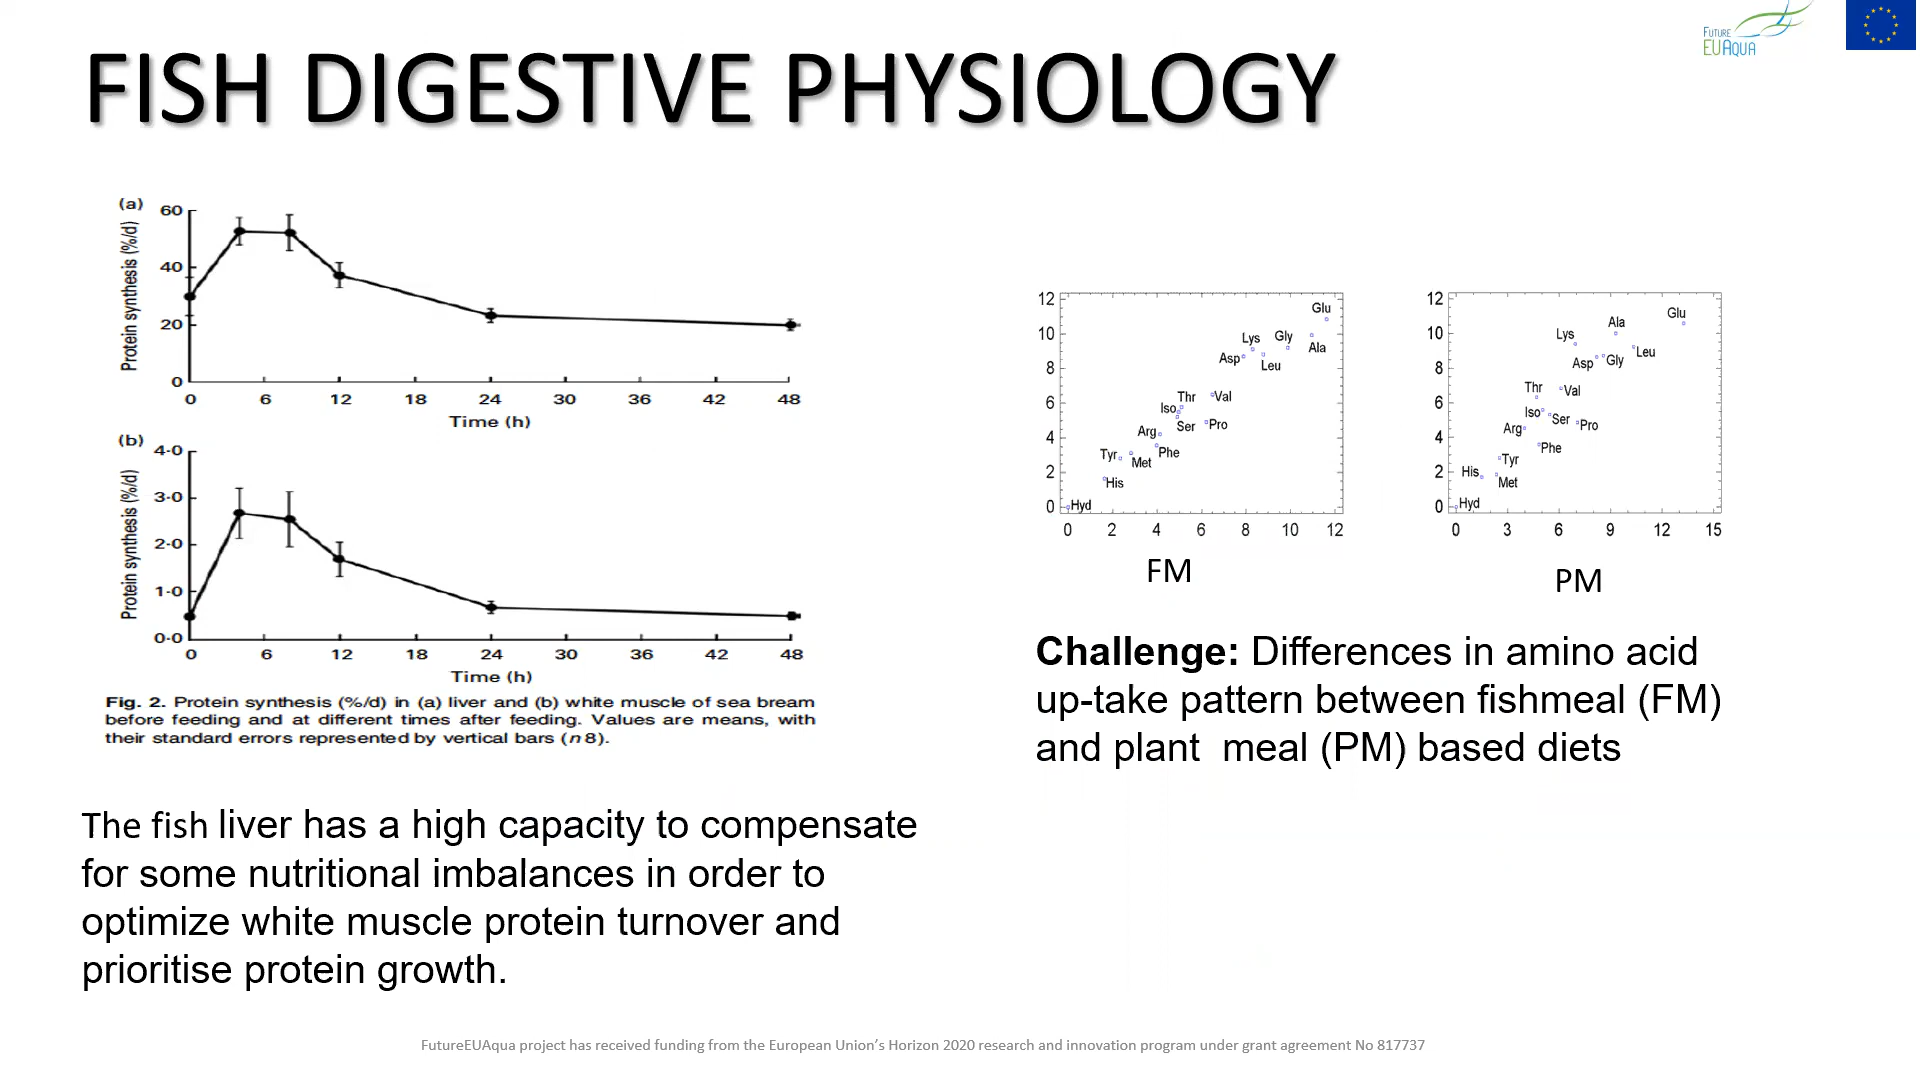 FUTURE
EUAQUA
FISH DIGESTIVE PHYSIOLOGY
(a)
Protein synthesis (%/d)
60
40
20
0
0 6 12 18 24 30 36 42 48
Time (h)
(b)
Protein synthesis (%/d)
4·0
3·0
2·0
1·0
0·0
0 6 12 18 24 30 36 42 48
Time (h)
Fig. 2. Protein synthesis (%/d) in (a) liver and (b) white muscle of sea bream
before feeding and at different times after feeding. Values are means, with
their standard errors represented by vertical bars (n 8).
The fish liver has a high capacity to compensate
for some nutritional imbalances in order to
optimize white muscle protein turnover and
prioritise protein growth.
12
10
8
6
4
2
0
Glu
Lys Gly
Ala
Asp
Leu
Thr Val
Iso
Ser Pro
Arg
Tyr Phe
Met
His
Hyd
0 2 4 6 8 10 12
FM
12
10
8
6
4
2
0
Glu
Ala
Lys
Leu
Asp Gly
Thr Val
Iso Ser Pro
Arg
Phe
Tyr
His
Met
Hyd
0 3 6 9 12 15
PM
Challenge: Differences in amino acid
up-take pattern between fishmeal (FM)
and plant  meal (PM) based diets
FutureEUAqua project has received funding from the European Union’s Horizon 2020 research and innovation program under grant agreement No 817737